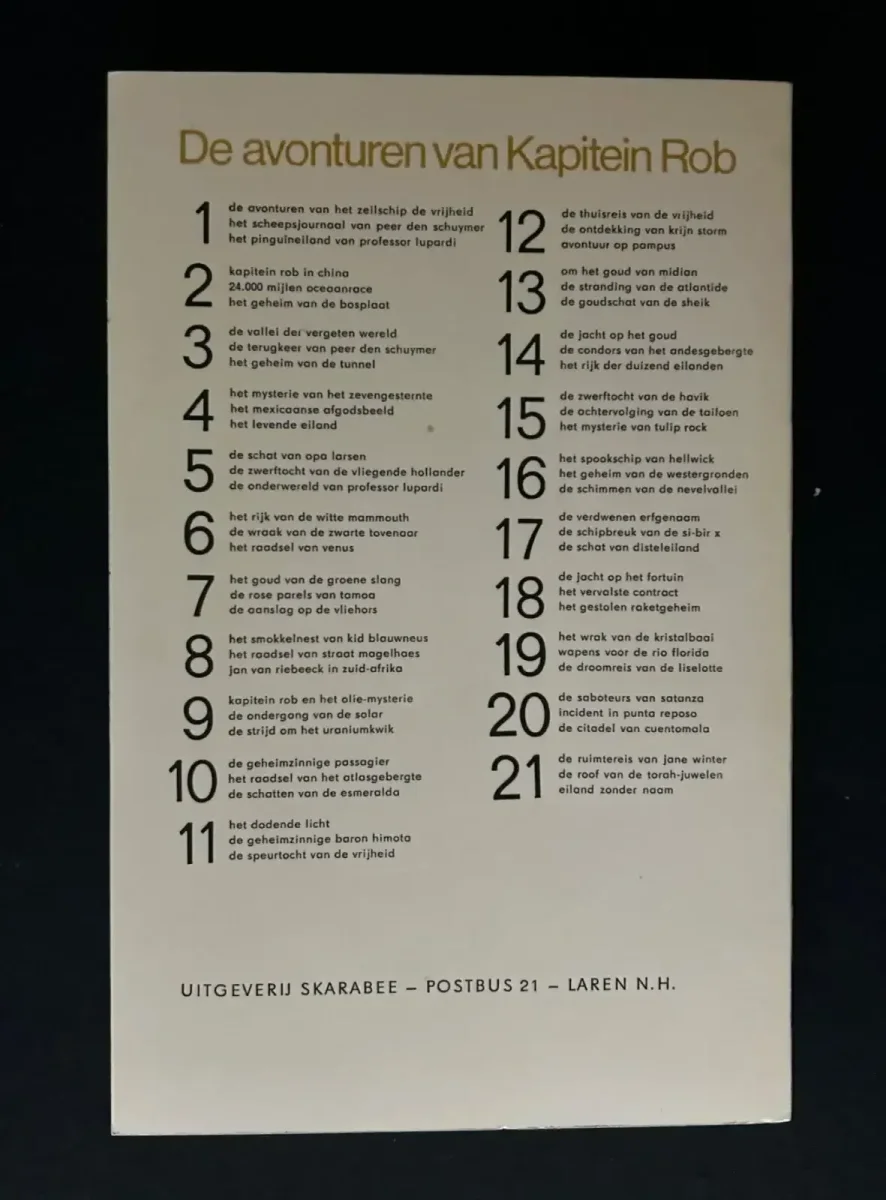 De avonturen van Kapitein Rob
1
de avonturen van het zeilschip de vrijheid
het scheepsjournaal van peer den schuymer
het pinguineiland van professor lupardi
2
kapitein rob in china
24.000 mijlen oceaanrace
het geheim van de bosplaat
3
de vallei der vergeten wereld
de terugkeer van peer den schuymer
het geheim van de tunnel
4
het mysterie van het zevengesternte
het mexicaanse afgodsbeeld
het levende eiland
5
de schat van opa larsen
de zwerftocht van de vliegende hollander
de onderwereld van professor lupardi
6
het rijk van de witte mammouth
de wraak van de zwarte tovenaar
het raadsel van venus
7
het goud van de groene slang
de rose parels van tamoa
de aanslag op de vliehors
8
het smokkelnest van kid blauwneus
het raadsel van straat magelhaes
jan van riebeeck in zuid-afrika
9
kapitein rob en het olie-mysterie
de ondergang van de solar
de strijd om het uraniumkwik
10
de geheimzinnige passagier
het raadsel van het atlasgebergte
de schatten van de esmeralda
11
het dodende licht
de geheimzinnige baron himota
de speurtocht van de vrijheid
12
de thuisreis van de vrijheid
de ontdekking van krijn storm
avontuur op pampus
13
om het goud van midian
de stranding van de atlantide
de goudschat van de sheik
14
de jacht op het goud
de condors van het andesgebergte
het rijk der duizend eilanden
15
de zwerftocht van de havik
de achtervolging van de tailoen
het mysterie van tulip rock
16
het spookschip van hellwick
het geheim van de westergronden
de schimmen van de nevelvallei
17
de verdwenen erfgenaam
de schipbreuk van de si-bir x
de schat van disteleiland
18
de jacht op het fortuin
het vervalste contract
het gestolen raketgeheim
19
het wrak van de kristalbaai
wapens voor de rio florida
de droomreis van de liselotte
20
de saboteurs van satanza
incident in punta reposo
de citadel van cuentomala
21
de ruimtereis van jane winter
de roof van de torah-juwelen
eiland zonder naam
UITGEVERIJ SKARABEE – POSTBUS 21 – LAREN N.H.